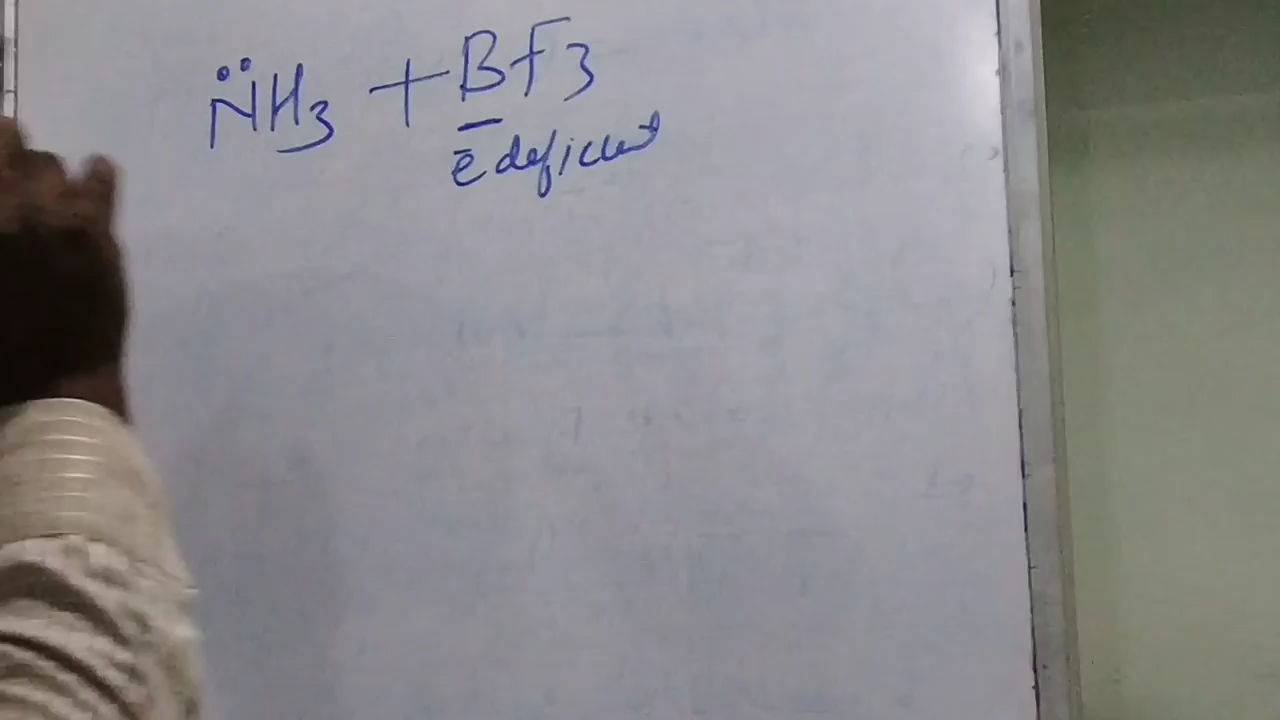 N̈H3 + BF3
ē deficient